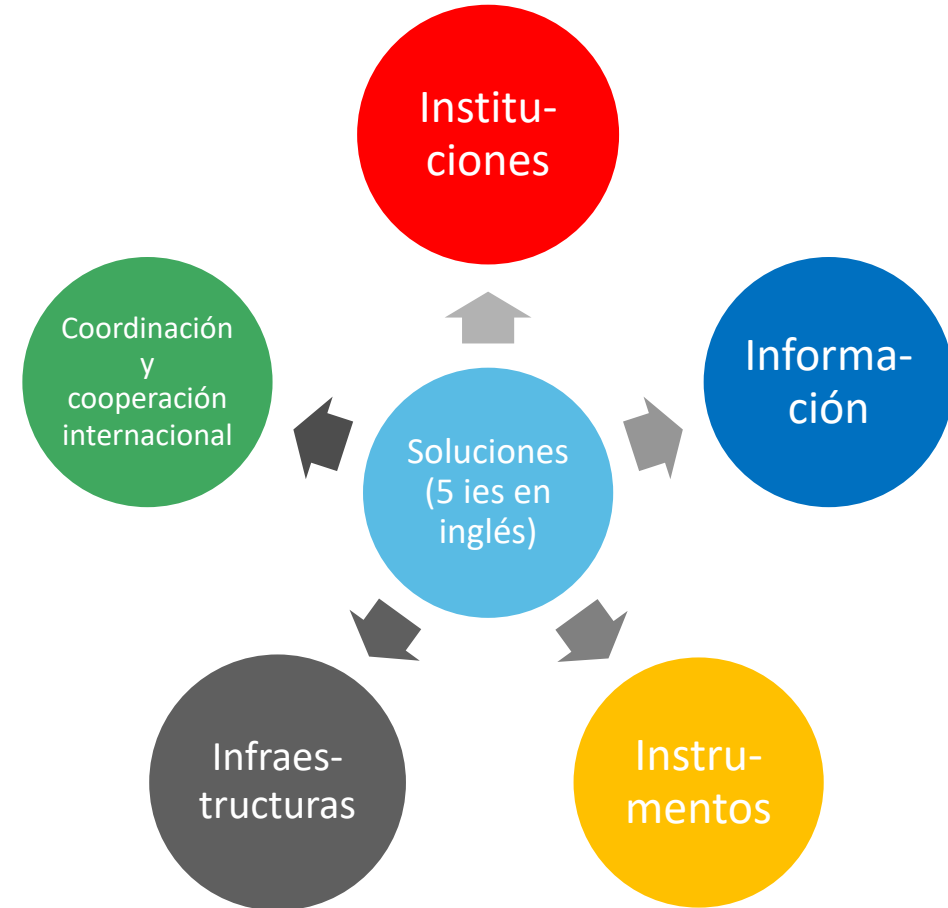 Institu-
ciones
Informa-
ción
Instru-
mentos
Infraes-
tructuras
Coordinación
y
cooperación
internacional
Soluciones
(5 ies en
inglés)